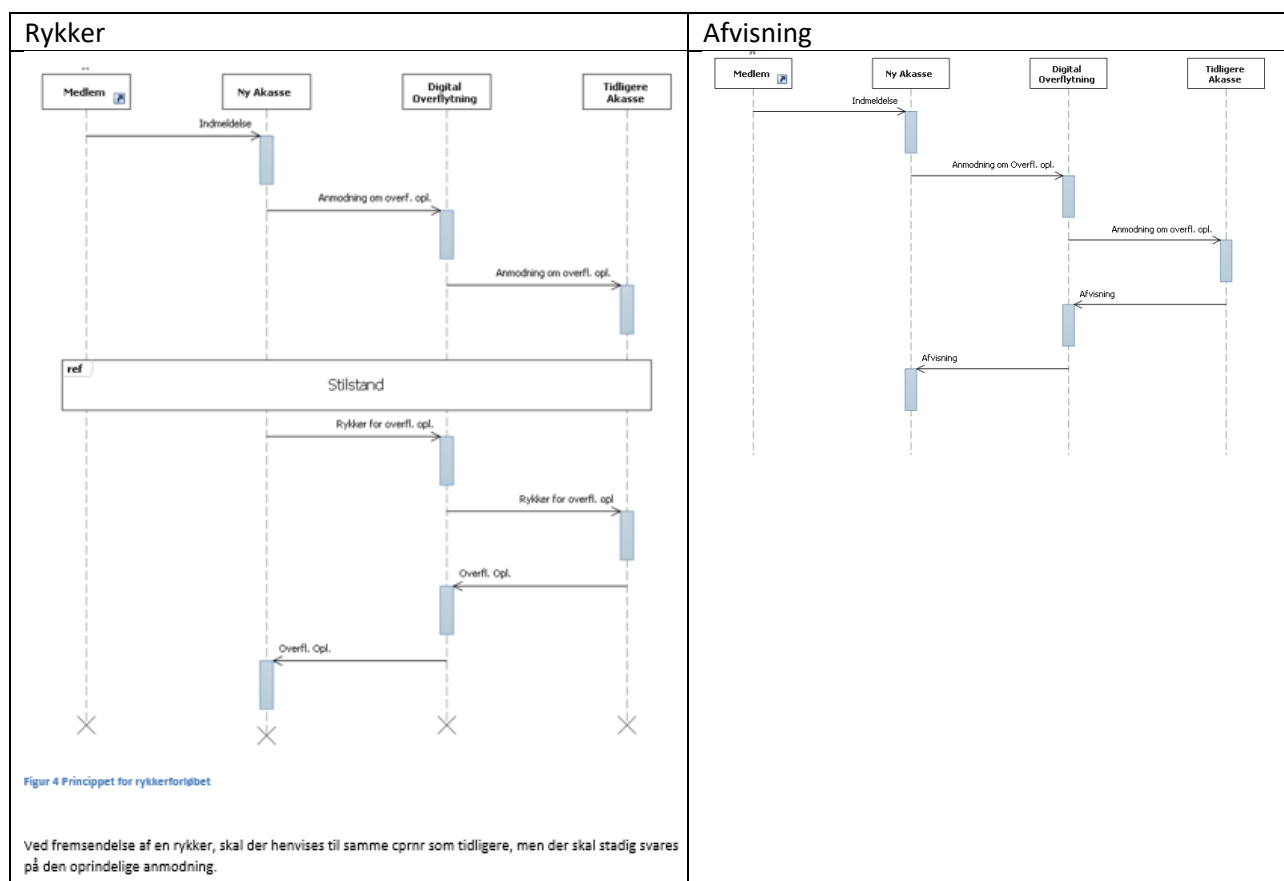 Rykker
Medlem
Ny Akasse
Digital
Overflytning
Tidligere
Akasse
Indmeldelse
Anmodning om overf. opl.
Anmodning om overfl. opl.
ref
Stilstand
Rykker for overfl. opl.
Rykker for overfl. opl
Overfl. Opl.
Overfl. Opl.
Figur 4 Princippet for rykkerforløbet
Ved fremsendelse af en rykker, skal der henvises til samme cprnr som tidligere, men der skal stadig svares
på den oprindelige anmodning.
Afvisning
Medlem
Ny Akasse
Digital
Overflytning
Tidligere
Akasse
Indmeldelse
Anmodning om Overf. opl.
Anmodning om overfl. opl.
Afvisning
Afvisning